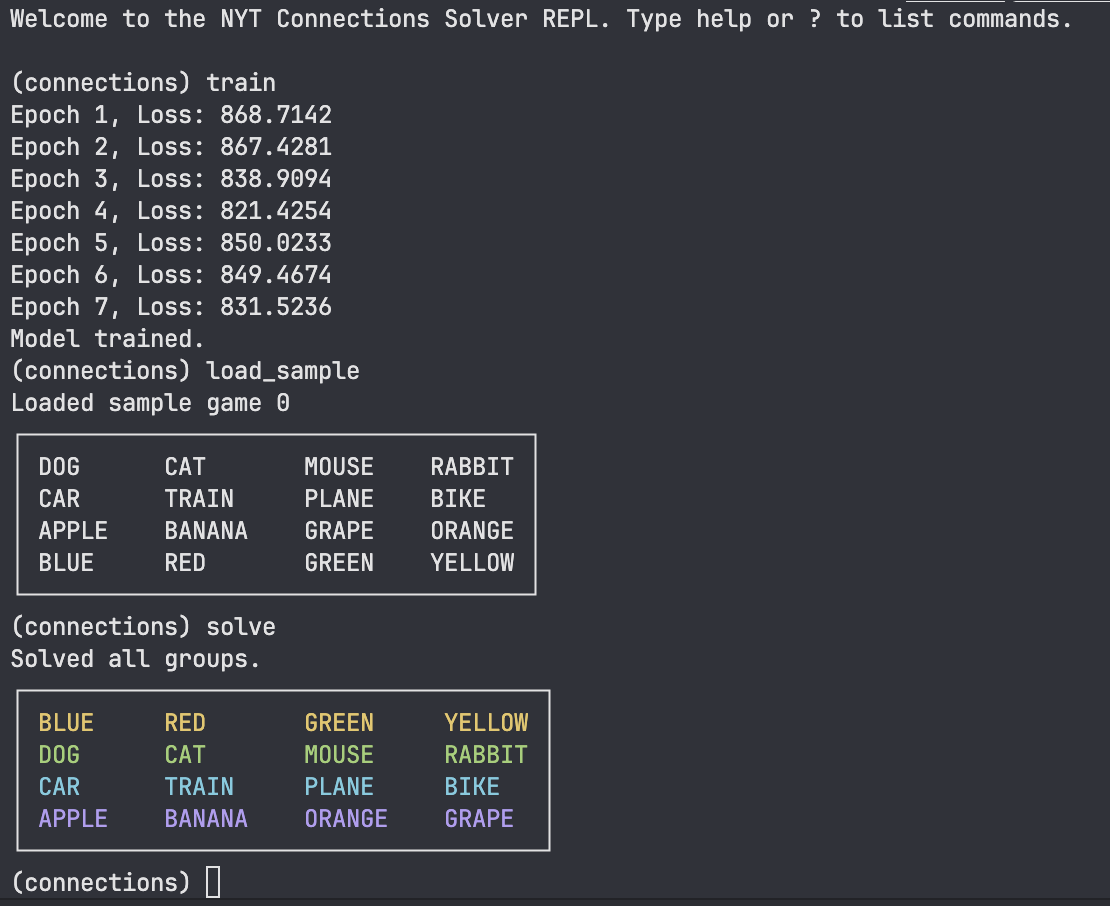 Welcome to the NYT Connections Solver REPL. Type help or ? to list commands.
(connections) train
Epoch 1, Loss: 868.7142
Epoch 2, Loss: 867.4281
Epoch 3, Loss: 838.9094
Epoch 4, Loss: 821.4254
Epoch 5, Loss: 850.0233
Epoch 6, Loss: 849.4674
Epoch 7, Loss: 831.5236
Model trained.
(connections) load_sample
Loaded sample game 0
DOG CAT MOUSE RABBIT
CAR TRAIN PLANE BIKE
APPLE BANANA GRAPE ORANGE
BLUE RED GREEN YELLOW
(connections) solve
Solved all groups.
BLUE RED GREEN YELLOW
DOG CAT MOUSE RABBIT
CAR TRAIN PLANE BIKE
APPLE BANANA ORANGE GRAPE
(connections)